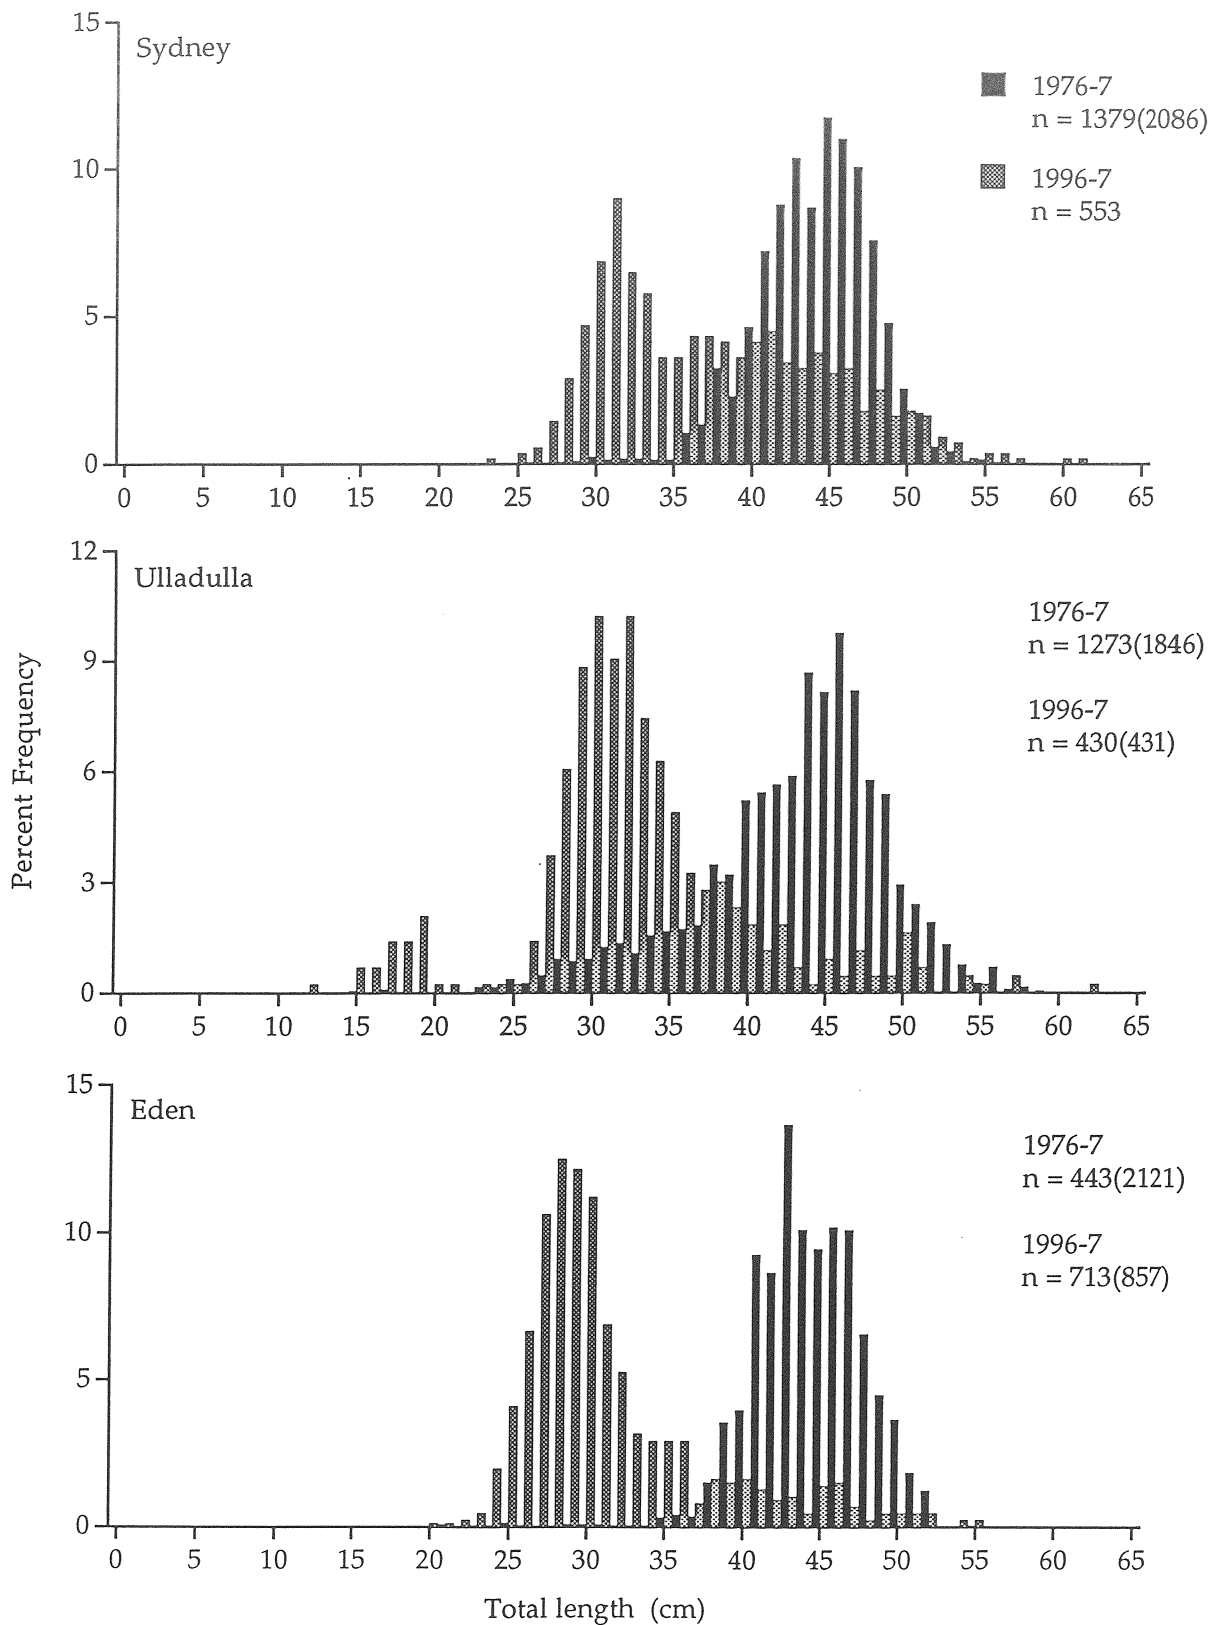 15
Sydney
1976-7
n = 1379(2086)
10
1996-7
n = 553
5
0
0 5 10 15 20 25 30 35 40 45 50 55 60 65
12
Ulladulla
1976-7
n = 1273(1846)
9
1996-7
n = 430(431)
Percent Frequency
6
3
0
0 5 10 15 20 25 30 35 40 45 50 55 60 65
15
Eden
1976-7
n = 443(2121)
10
1996-7
n = 713(857)
5
0
0 5 10 15 20 25 30 35 40 45 50 55 60 65
Total length (cm)